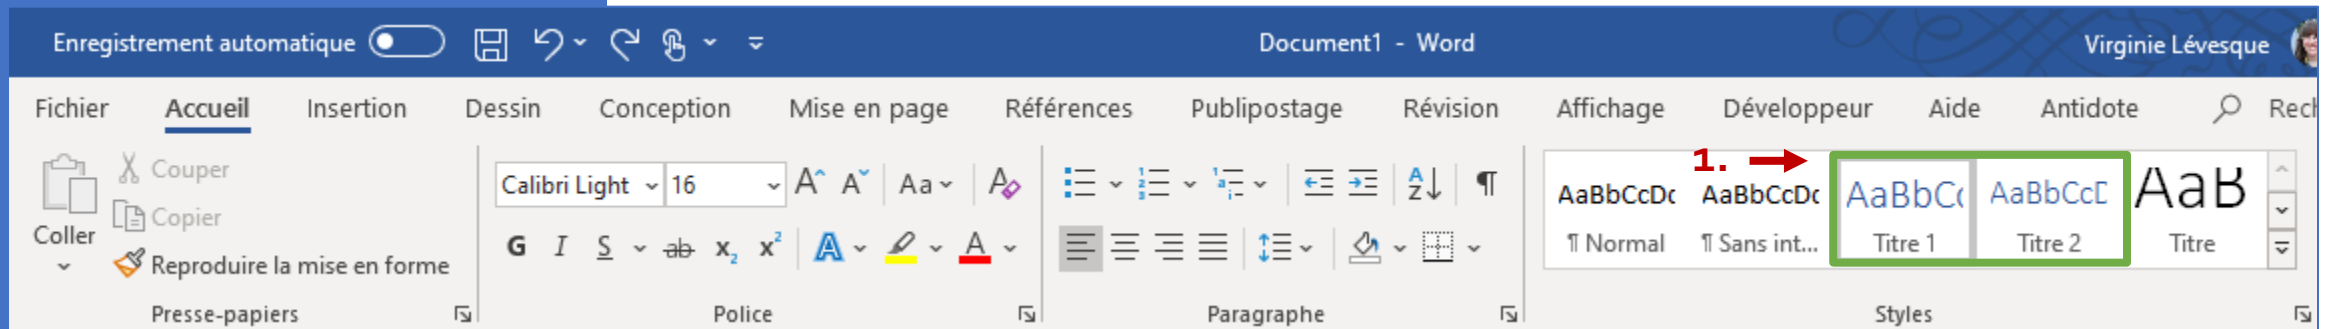 Enregistrement automatique Document1 - Word Virginie Lévesque
Fichier Accueil Insertion Dessin Conception Mise en page Références Publipostage Révision Affichage Développeur Aide Antidote Rech
1.
Couper
Calibri Light 16 A A Aa A
Copier
AaBbCcDc AaBbCcDc AaBbCc AaBbCcD AaB
Coller
G I S ab x₂ x² A A
¶ Normal ¶ Sans int... Titre 1 Titre 2 Titre
Reproduire la mise en forme
Presse-papiers Police Paragraphe Styles